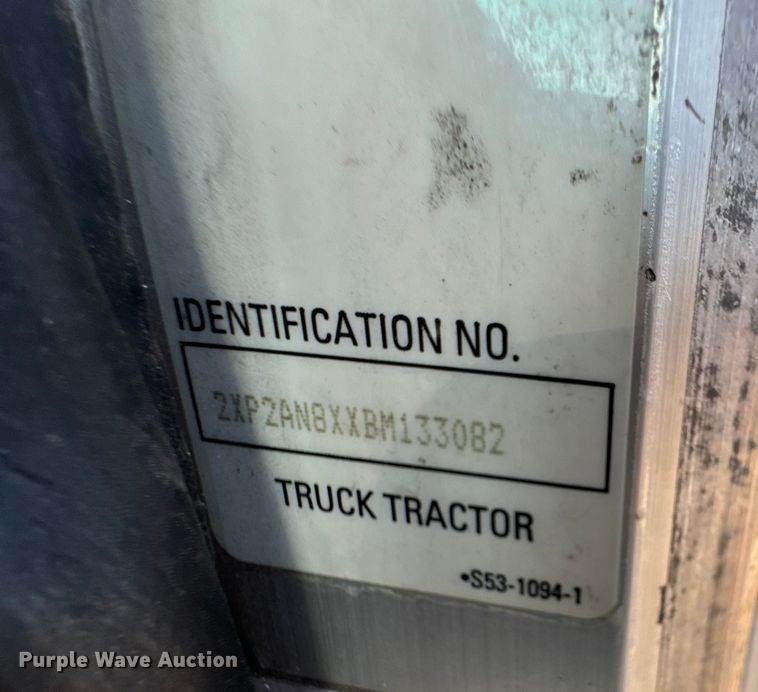 IDENTIFICATION NO.
2XP2AN8XXBM133082
TRUCK TRACTOR
•S53-1094-1
Purple Wave Auction